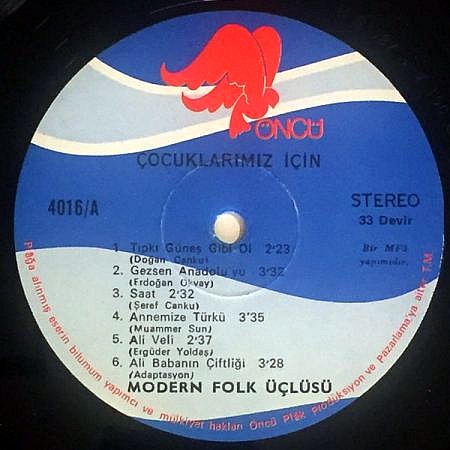 ÖNCÜ
ÇOCUKLARIMIZ İÇİN
4016/A
STEREO
33 Devir
Bir MFÜ
yapımıdır.
1. Tıpkı Güneş Gibi Ol 2'23
(Doğan Canku)
2. Gezsen Anadolu'yu 3'32
(Erdoğan Okyay)
3. Saat 2'32
(Şeref Canku)
4. Annemize Türkü 3'35
(Muammer Sun)
5. Ali Veli 2'37
(Ergüder Yoldaş)
6. Ali Babanın Çiftliği 3'28
(Adaptasyon)
MODERN FOLK ÜÇLÜSÜ
Plâğa alınmış eserin bilumum yapımcı ve mülkiyet hakları Öncü Plâk Prodüksiyon ve Pazarlama'ya aittir. T.M.